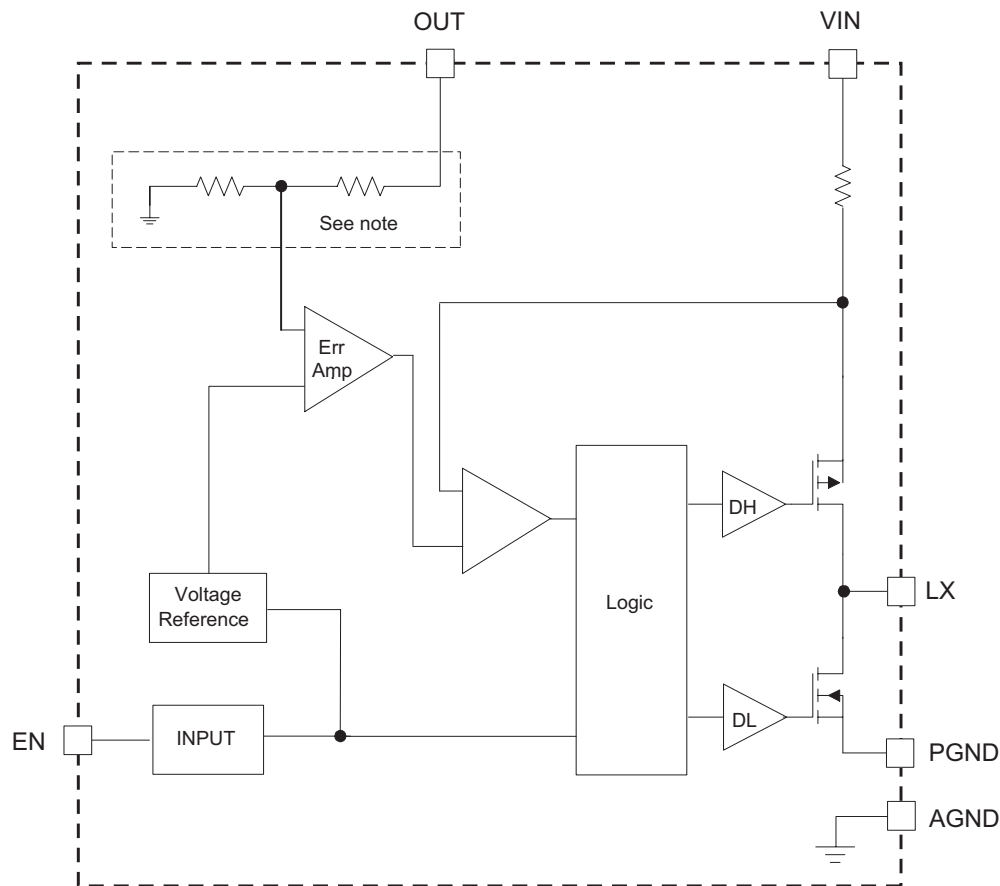 OUT
VIN
See note
Err
Amp
DH
Voltage
Reference
Logic
LX
EN
INPUT
DL
PGND
AGND